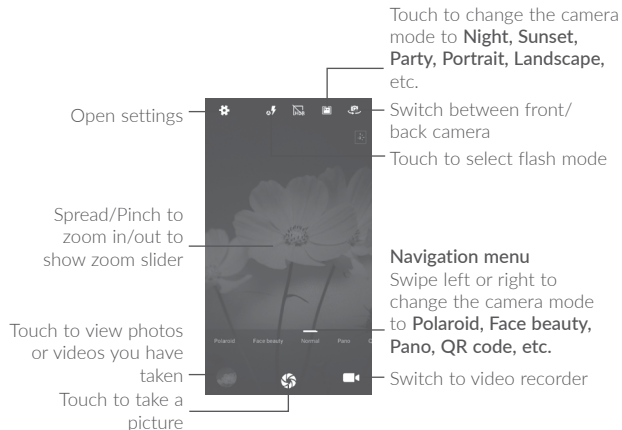 Touch to change the camera
mode to Night, Sunset,
Party, Portrait, Landscape,
etc.
Open settings
Switch between front/
back camera
Touch to select flash mode
Spread/Pinch to
zoom in/out to
show zoom slider
Navigation menu
Swipe left or right to
change the camera mode
to Polaroid, Face beauty,
Pano, QR code, etc.
Polaroid Face beauty Normal Pano
Touch to view photos
or videos you have
taken
Switch to video recorder
Touch to take a
picture